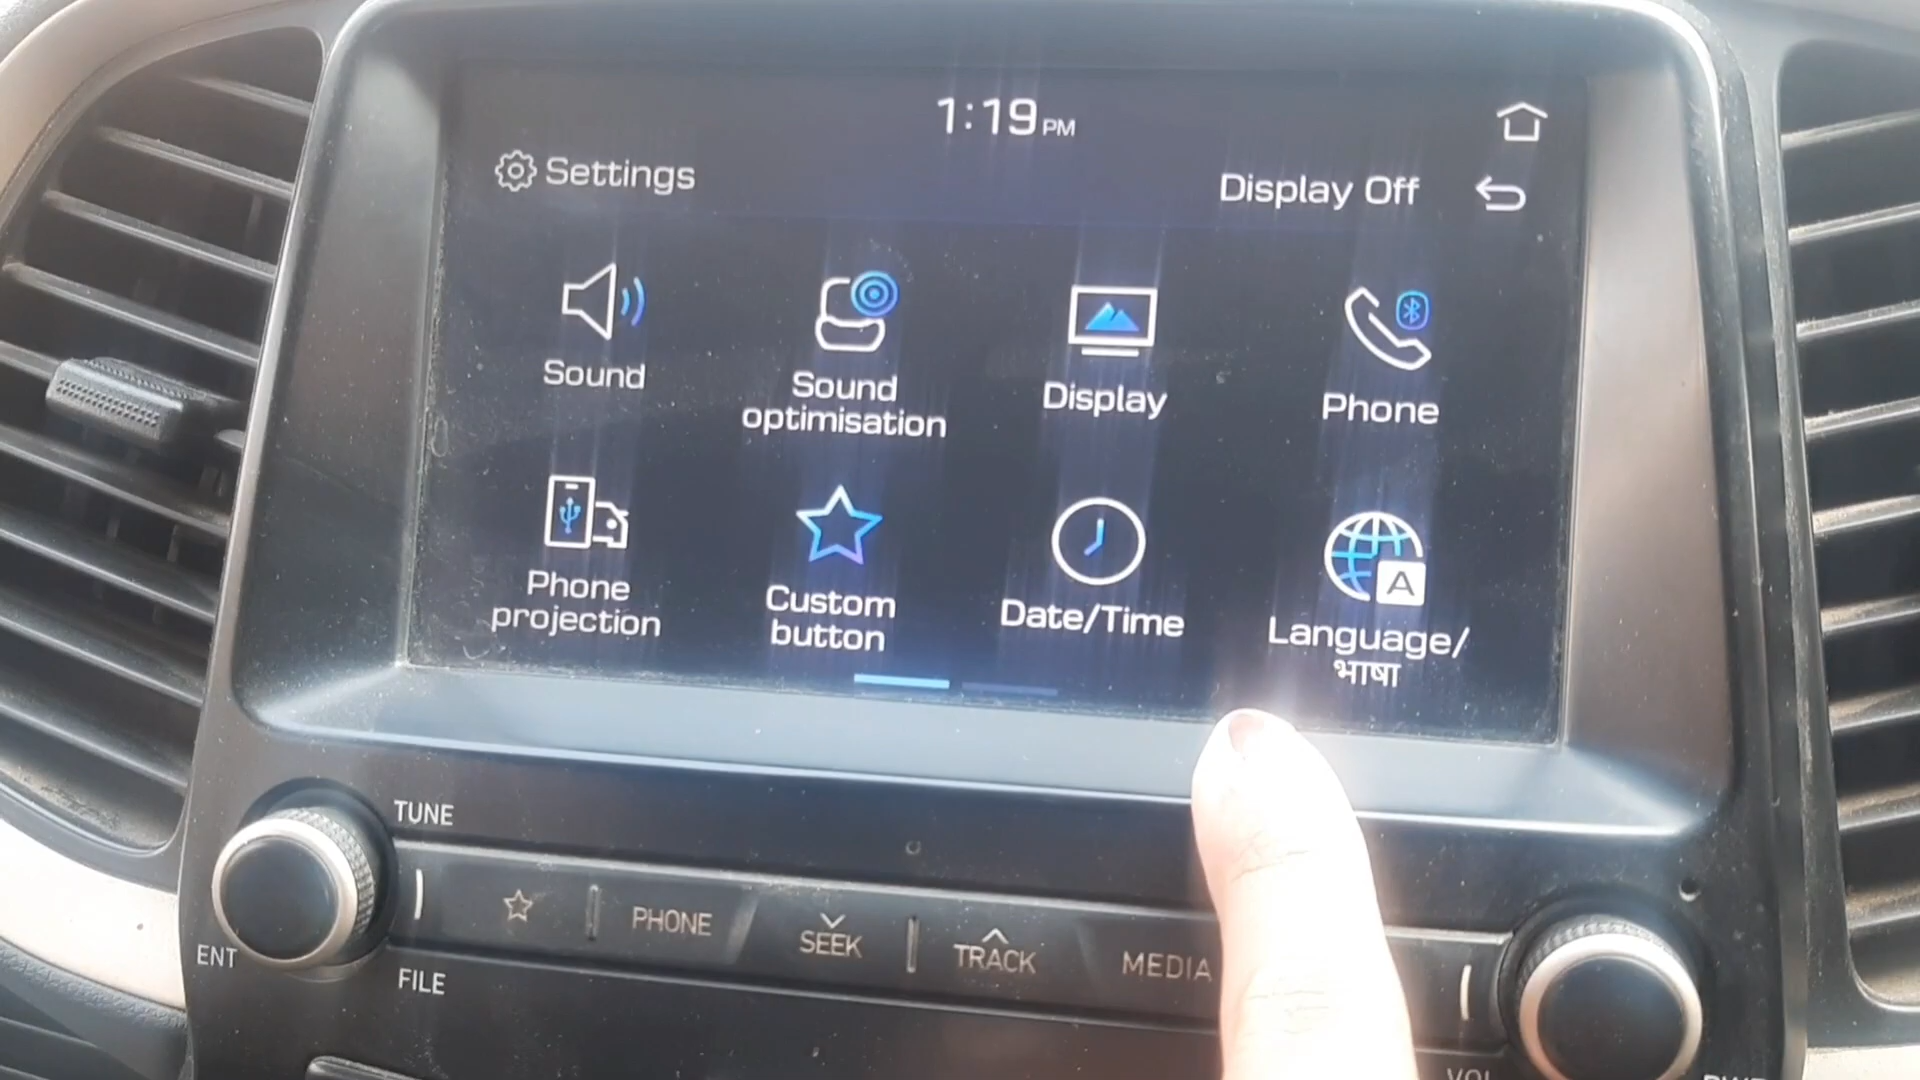 1:19 PM
Settings
Display Off
Sound
Sound
optimisation
Display
Phone
Phone
projection
Custom
button
Date/Time
Language/
भाषा
A
TUNE
ENT
FILE
PHONE
SEEK
TRACK
MEDIA
VOL